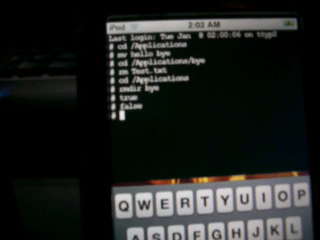 iPod 2:02 AM
Last login: Tue Jan 8 02:00:06 on ttyp2
# cd /Applications
# mv hello bye
# cd /Applications/bye
# rm Test.txt
# cd /Applications
# rmdir bye
# true
# false
#
Q W E R T Y U I O P
A S D F G H J K L